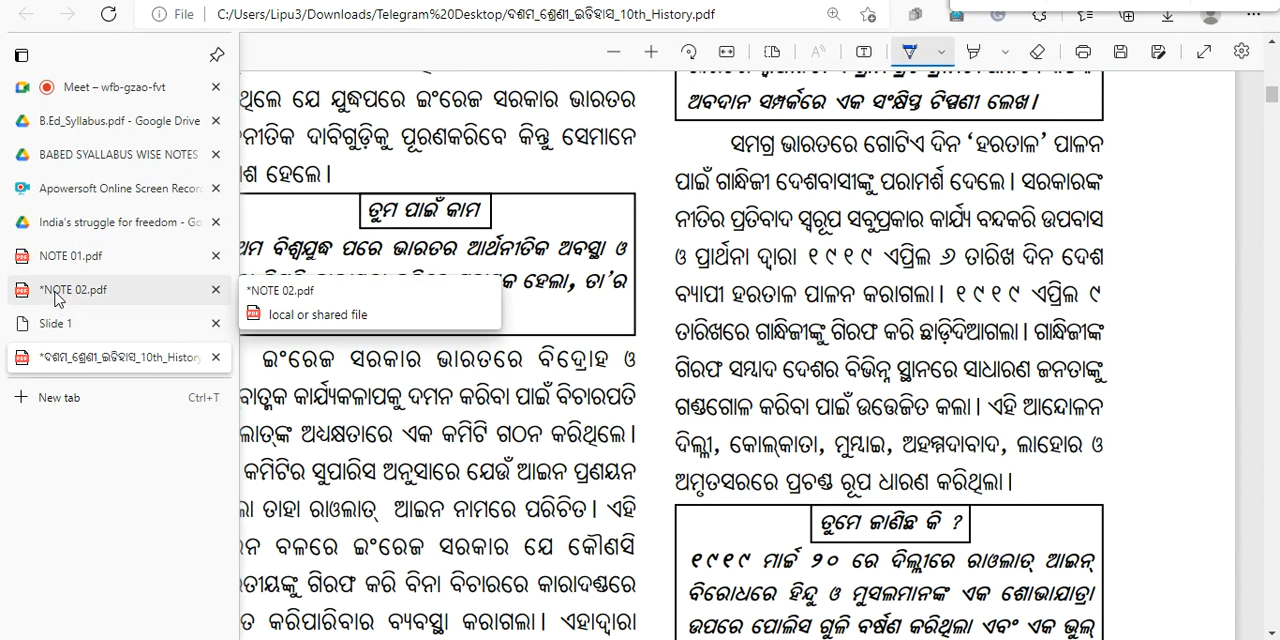 File
C:/Users/Lipu3/Downloads/Telegram%20Desktop/ଦଶମ_6ଶ୍ରେଣୀ_ଇତିହାସ_10th_History.pdf
Meet – wfb-gzao-fvt
B.Ed_Syllabus.pdf - Google Drive
BABED SYALLABUS WISE NOTES
Apowersoft Online Screen Recor
India's struggle for freedom - Go
NOTE 01.pdf
*NOTE 02.pdf
Slide 1
*ଦଶମ_6ଶ୍ରେଣୀ_ଇତିହାସ_10th_History
New tab Ctrl+T
*NOTE 02.pdf
local or shared file
ଥିଲେ ଯେ ଯୁଦ୍ଧପରେ ଇଂରେଜ ସରକାର ଭାରତର
ନୀତିକ ଦାବିଗୁଡ଼ିକୁ ପୂରଣକରିବେ କିନ୍ତୁ ସେମାନେ
ଶ ହେଲେ।
ତୁମ ପାଇଁ କାମ
ଥମ ବିଶ୍ୱଯୁଦ୍ଧ ପରେ ଭାରତର ଆର୍ଥନୀତିକ ଅବସ୍ଥା ଓ
ହେଲା, ତା'ର
ଇଂରେଜ ସରକାର ଭାରତରେ ବିଦ୍ରୋହ ଓ
ବାତ୍ମକ କାର୍ଯ୍ୟକଳାପକୁ ଦମନ କରିବା ପାଇଁ ବିଚାରପତି
ଲାତ୍‌ଙ୍କ ଅଧ୍ୟକ୍ଷତାରେ ଏକ କମିଟି ଗଠନ କରିଥିଲେ।
କମିଟିର ସୁପାରିସ ଅନୁସାରେ ଯେଉଁ ଆଇନ ପ୍ରଣୟନ
ଲା ତାହା ରାଓଲାଟ୍ ଆଇନ ନାମରେ ପରିଚିତ। ଏହି
ନ ବଳରେ ଇଂରେଜ ସରକାର ଯେ କୌଣସି
ତୀୟଙ୍କୁ ଗିରଫ କରି ବିନା ବିଚାରରେ କାରାଦଣ୍ଡରେ
ତ କରିପାରିବାର ବ୍ୟବସ୍ଥା କରାଗଲା। ଏହାଦ୍ୱାରା
ଅବଦାନ ସମ୍ପର୍କରେ ଏକ ସଂକ୍ଷିପ୍ତ ଟିପ୍ପଣୀ ଲେଖ।
ସମଗ୍ର ଭାରତରେ ଗୋଟିଏ ଦିନ 'ହରତାଳ' ପାଳନ
ପାଇଁ ଗାନ୍ଧିଜୀ ଦେଶବାସୀଙ୍କୁ ପରାମର୍ଶ ଦେଲେ। ସରକାରଙ୍କ
ନୀତିର ପ୍ରତିବାଦ ସ୍ୱରୂପ ସବୁପ୍ରକାର କାର୍ଯ୍ୟ ବନ୍ଦକରି ଉପବାସ
ଓ ପ୍ରାର୍ଥନା ଦ୍ୱାରା ୧୯୧୯ ଏପ୍ରିଲ ୬ ତାରିଖ ଦିନ ଦେଶ
ବ୍ୟାପୀ ହରତାଳ ପାଳନ କରାଗଲା। ୧୯୧୯ ଏପ୍ରିଲ ୯
ତାରିଖରେ ଗାନ୍ଧିଜୀଙ୍କୁ ଗିରଫ କରି ଛାଡ଼ିଦିଆଗଲା। ଗାନ୍ଧିଜୀଙ୍କ
ଗିରଫ ସମ୍ବାଦ ଦେଶର ବିଭିନ୍ନ ସ୍ଥାନରେ ସାଧାରଣ ଜନତାଙ୍କୁ
ଗଣ୍ଡଗୋଳ କରିବା ପାଇଁ ଉତ୍ତେଜିତ କଲା। ଏହି ଆନ୍ଦୋଳନ
ଦିଲ୍ଲୀ, କୋଲ୍‌କାତା, ମୁମ୍ବାଇ, ଅହମ୍ମଦାବାଦ, ଲାହୋର ଓ
ଅମୃତସରରେ ପ୍ରଚଣ୍ଡ ରୂପ ଧାରଣ କରିଥିଲା।
ତୁମେ ଜାଣିଛ କି ?
୧୯୧୯ ମାର୍ଚ୍ଚ ୨୦ ରେ ଦିଲ୍ଲୀରେ ରାଓଲାଟ୍ ଆଇନ୍
ବିରୋଧରେ ହିନ୍ଦୁ ଓ ମୁସଲମାନଙ୍କ ଏକ ଶୋଭାଯାତ୍ରା
ଉପରେ ପୋଲିସ ଗୁଳି ବର୍ଷଣ କରିଥିଲା ଏବଂ ଏକ ଭୁଲ୍